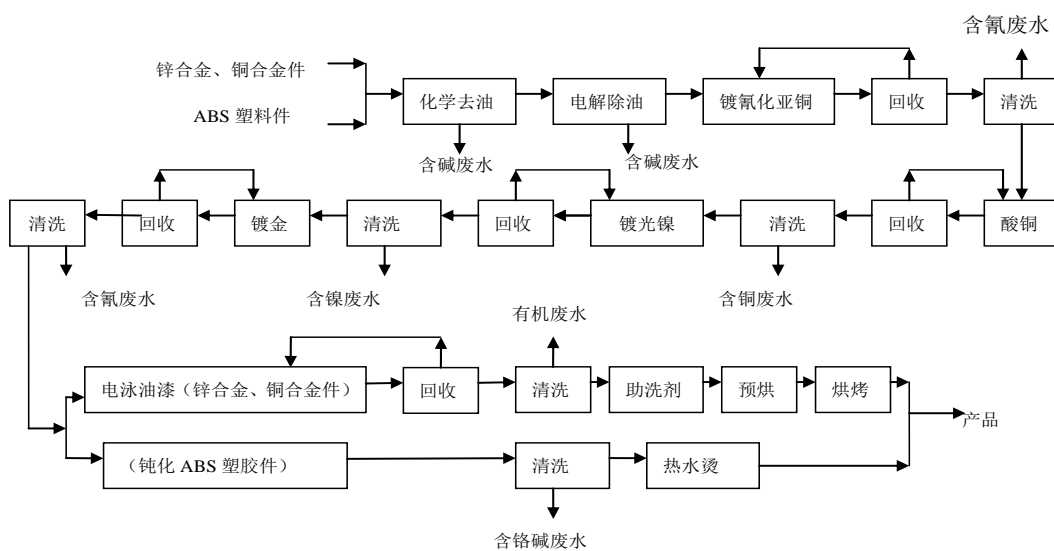 含氰废水
锌合金、铜合金件
ABS 塑料件
化学去油
电解除油
镀氰化亚铜
回收
清洗
含碱废水
含碱废水
清洗
回收
镀金
清洗
回收
镀光镍
清洗
回收
酸铜
含氰废水
含镍废水
含铜废水
有机废水
电泳油漆（锌合金、铜合金件）
回收
清洗
助洗剂
预烘
烘烤
产品
（钝化 ABS 塑胶件）
清洗
热水烫
含铬碱废水